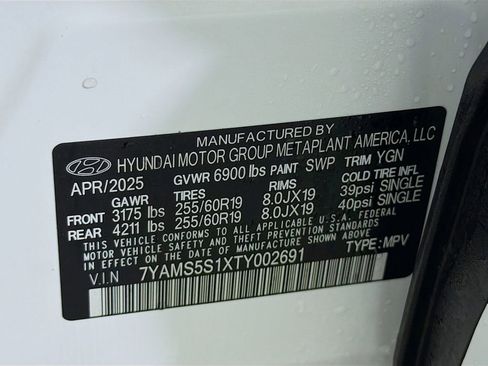 MANUFACTURED BY
HYUNDAI MOTOR GROUP METAPLANT AMERICA, LLC
APR/2025 GVWR 6900 lbs PAINT SWP TRIM YGN
GAWR TIRES RIMS COLD TIRE INFL
FRONT 3175 lbs 255/60R19 8.0JX19 39psi SINGLE
REAR 4211 lbs 255/60R19 8.0JX19 40psi SINGLE
THIS VEHICLE CONFORMS TO ALL APPLICABLE U.S.A. FEDERAL
MOTOR VEHICLE SAFETY AND THEFT PREVENTION STANDARDS
IN EFFECT ON THE DATE OF MANUFACTURE SHOWN ABOVE.
V.I.N 7YAMS5S1XTY002691 TYPE: MPV